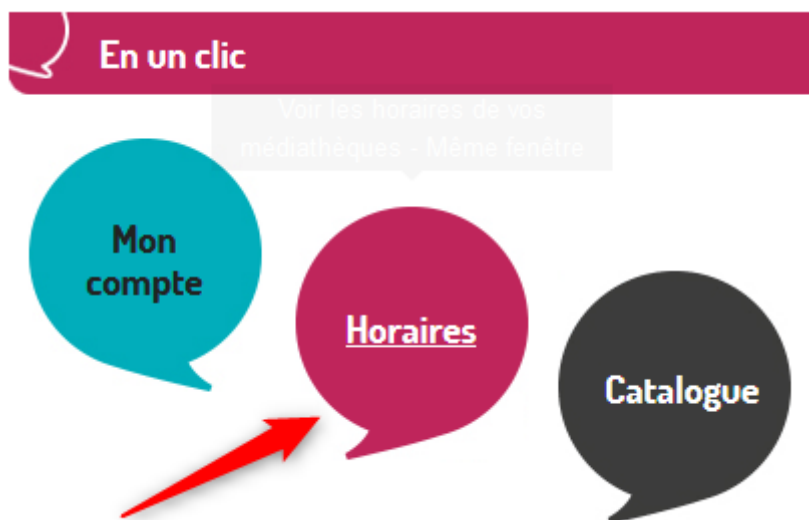 En un clic
Voir les horaires de vos
médiathèques - Même fenêtre
Mon
compte
Horaires
Catalogue